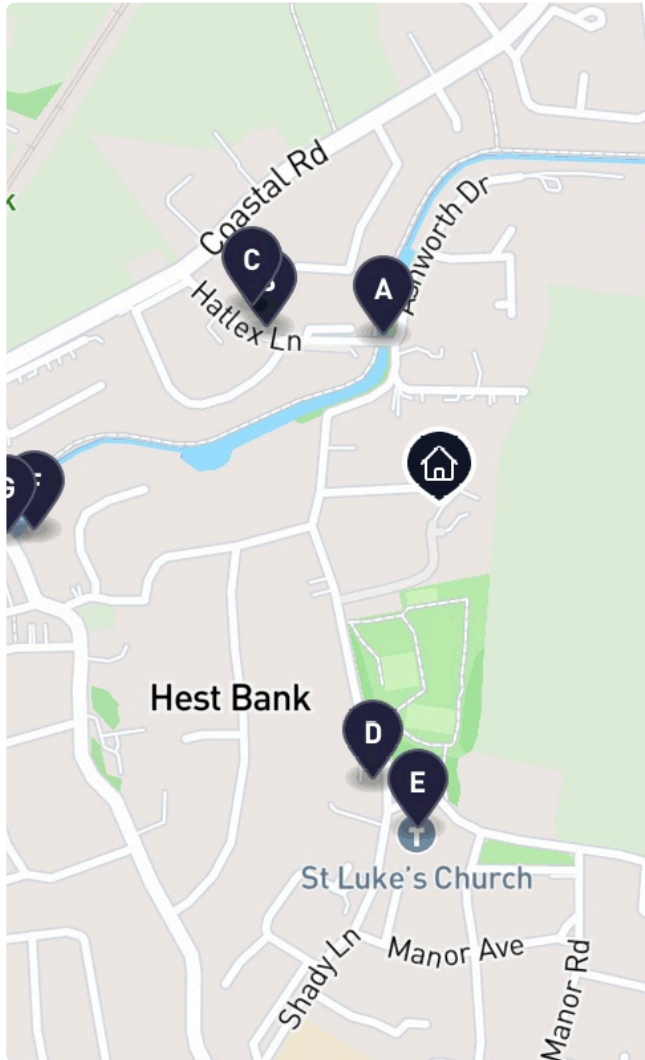 Coastal Rd
Ashworth Dr
C
A
Hatlex Ln
G
F
Hest Bank
D
E
St Luke's Church
Shady Ln
Manor Ave
Manor Rd